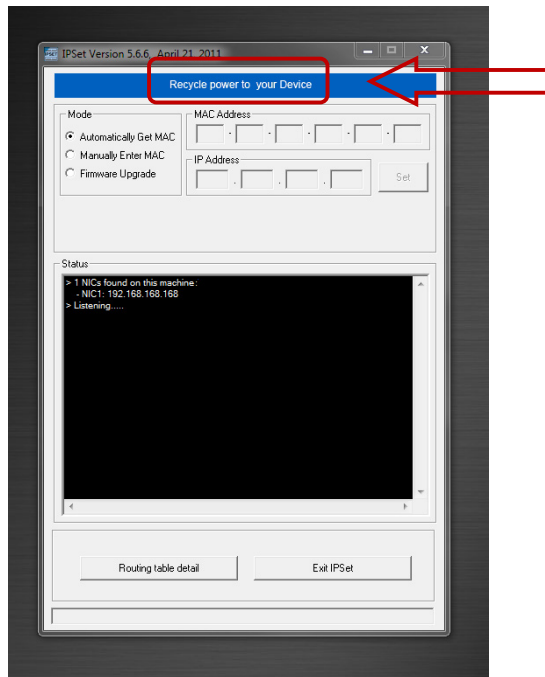 IPSet Version 5.6.6, April 21, 2011
Recycle power to your Device
Mode
Automatically Get MAC
Manually Enter MAC
Firmware Upgrade
MAC Address
- - - - -
IP Address
. . .
Set
Status
> 1 NICs found on this machine:
- NIC1: 192.168.168.168
> Listening.....
Routing table detail
Exit IPSet